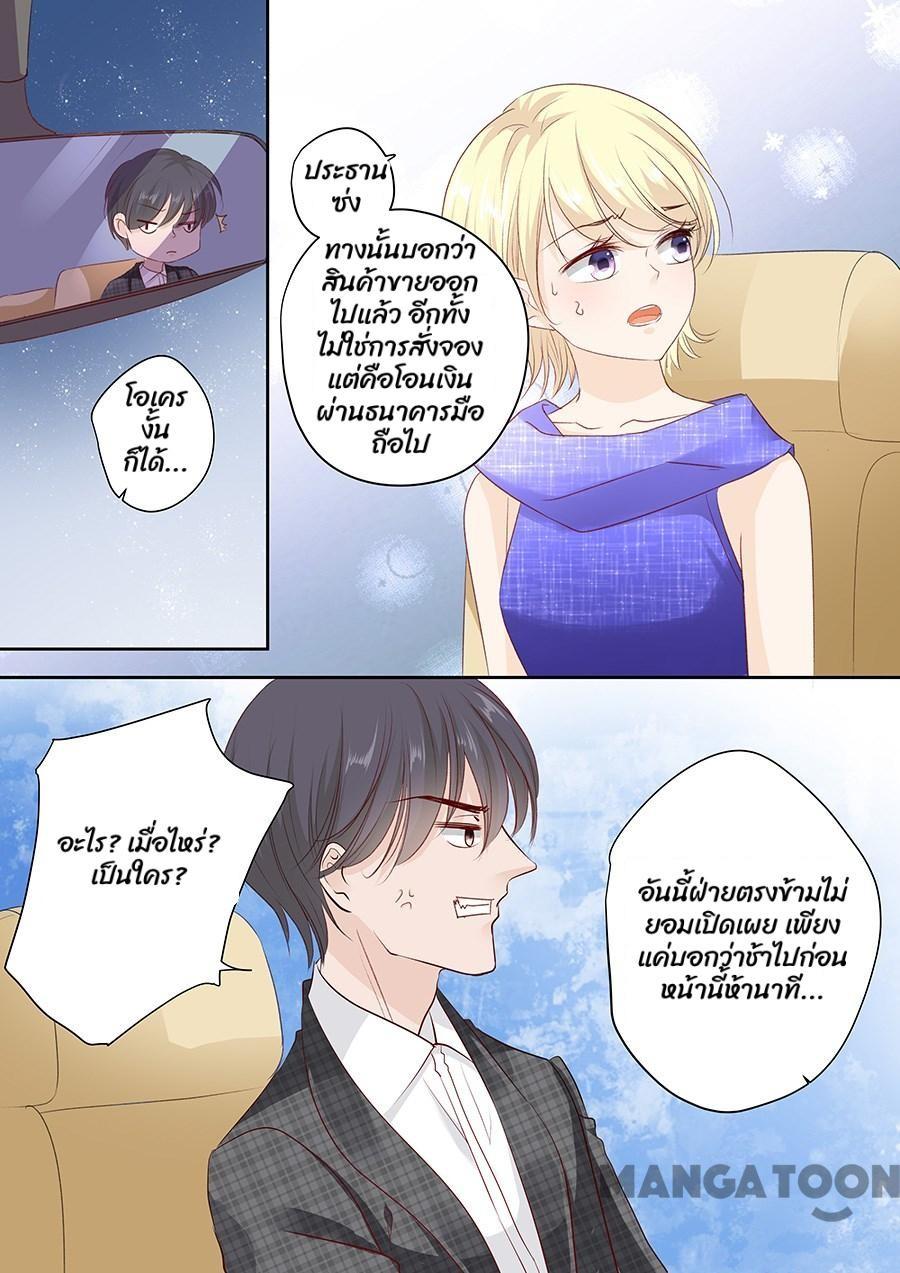 ประธาน
ซ่ง
ทางนั้นบอกว่า
สินค้าขายออก
ไปแล้ว อีกทั้ง
ไม่ใช่การสั่งจอง
แต่คือโอนเงิน
ผ่านธนาคารมือ
ถือไป
โอเคร
งั้น
ก็ได้...
อะไร? เมื่อไหร่?
เป็นใคร?
อันนี้ฝ่ายตรงข้ามไม่
ยอมเปิดเผย เพียง
แค่บอกว่าช้าไปก่อน
หน้านี้ห้านาที...
MANGATOON